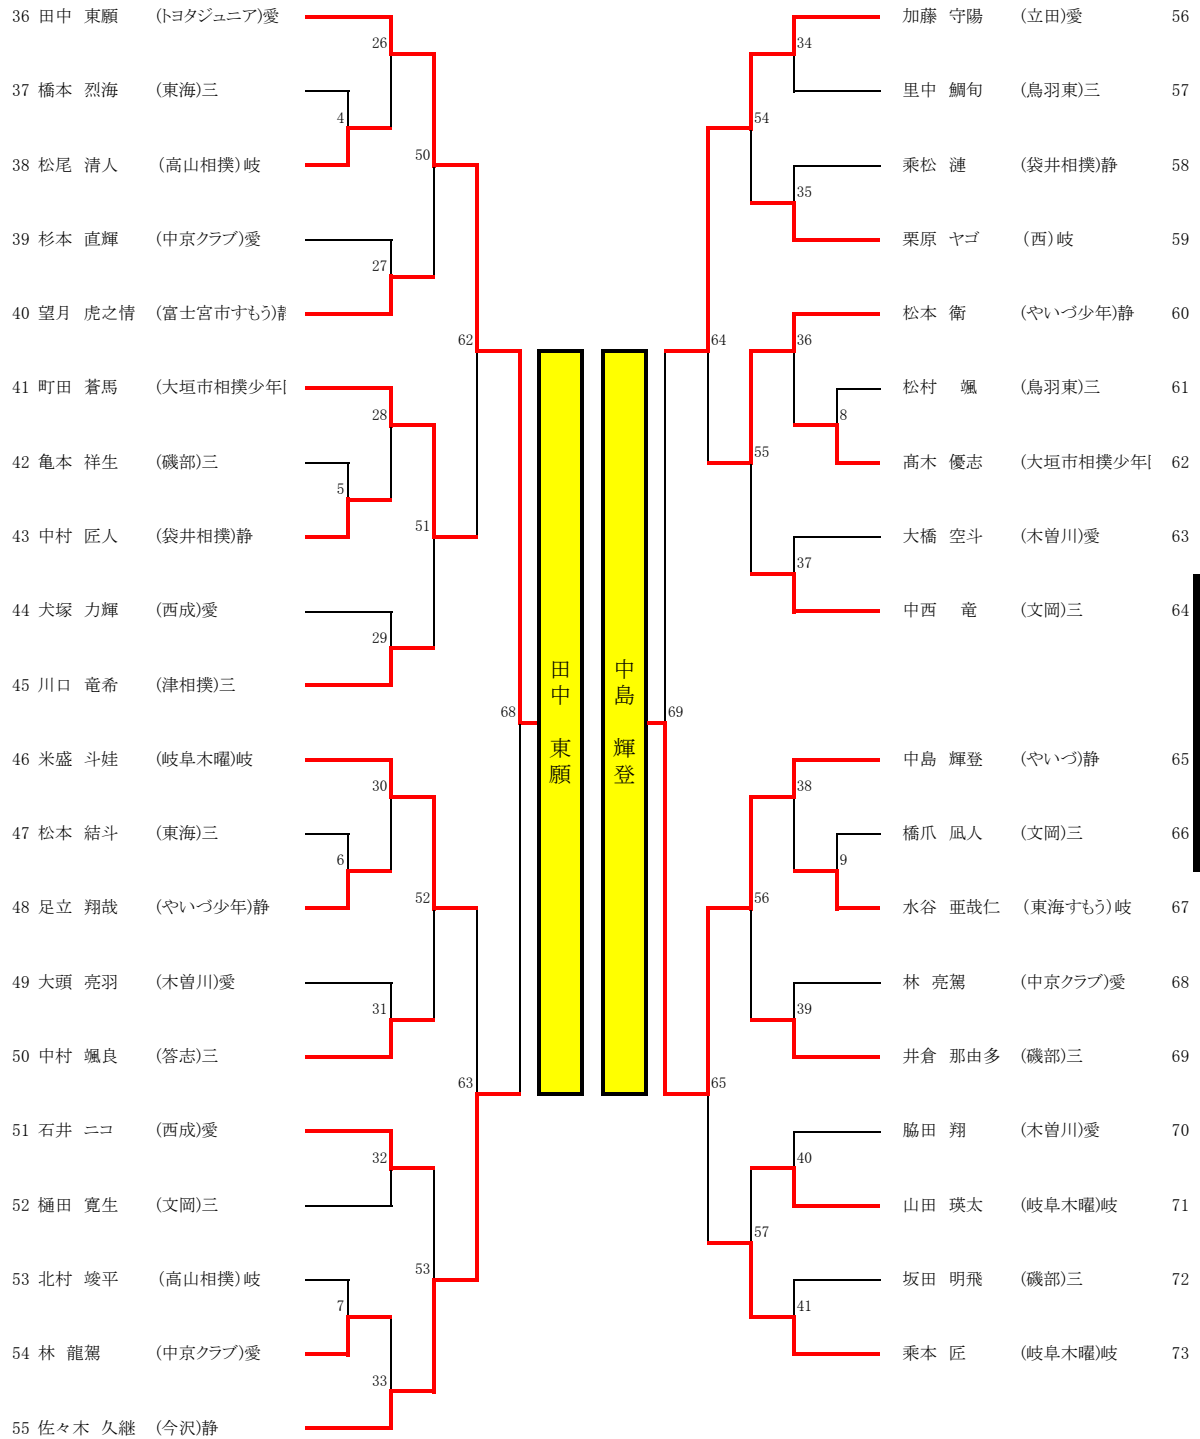 36 田中 東願 (トヨタジュニア)愛
26
37 橋本 烈海 (東海)三
4
38 松尾 清人 (高山相撲)岐
50
39 杉本 直輝 (中京クラブ)愛
27
40 望月 虎之情 (富士宮市すもう)静
62
41 町田 蒼馬 (大垣市相撲少年団
28
42 亀本 祥生 (磯部)三
5
43 中村 匠人 (袋井相撲)静
51
44 犬塚 力輝 (西成)愛
29
45 川口 竜希 (津相撲)三
68
46 米盛 斗娃 (岐阜木曜)岐
30
47 松本 結斗 (東海)三
6
48 足立 翔哉 (やいづ少年)静
52
49 大頭 亮羽 (木曽川)愛
31
50 中村 颯良 (答志)三
63
51 石井 ニコ (西成)愛
32
52 樋田 寛生 (文岡)三
53 北村 竣平 (高山相撲)岐
53
7
54 林 龍駕 (中京クラブ)愛
33
55 佐々木 久継 (今沢)静
田中 東願
中島 輝登
加藤 守陽 (立田)愛 56
34
里中 鯛旬 (鳥羽東)三 57
54
乗松 漣 (袋井相撲)静 58
35
栗原 ヤゴ (西)岐 59
松本 衛 (やいづ少年)静 60
64
36
松村 颯 (鳥羽東)三 61
8
髙木 優志 (大垣市相撲少年団 62
55
大橋 空斗 (木曽川)愛 63
37
中西 竜 (文岡)三 64
69
中島 輝登 (やいづ)静 65
38
橋爪 凪人 (文岡)三 66
9
水谷 亜哉仁 (東海すもう)岐 67
56
林 亮駕 (中京クラブ)愛 68
39
井倉 那由多 (磯部)三 69
65
脇田 翔 (木曽川)愛 70
40
山田 瑛太 (岐阜木曜)岐 71
57
坂田 明飛 (磯部)三 72
41
乘本 匠 (岐阜木曜)岐 73